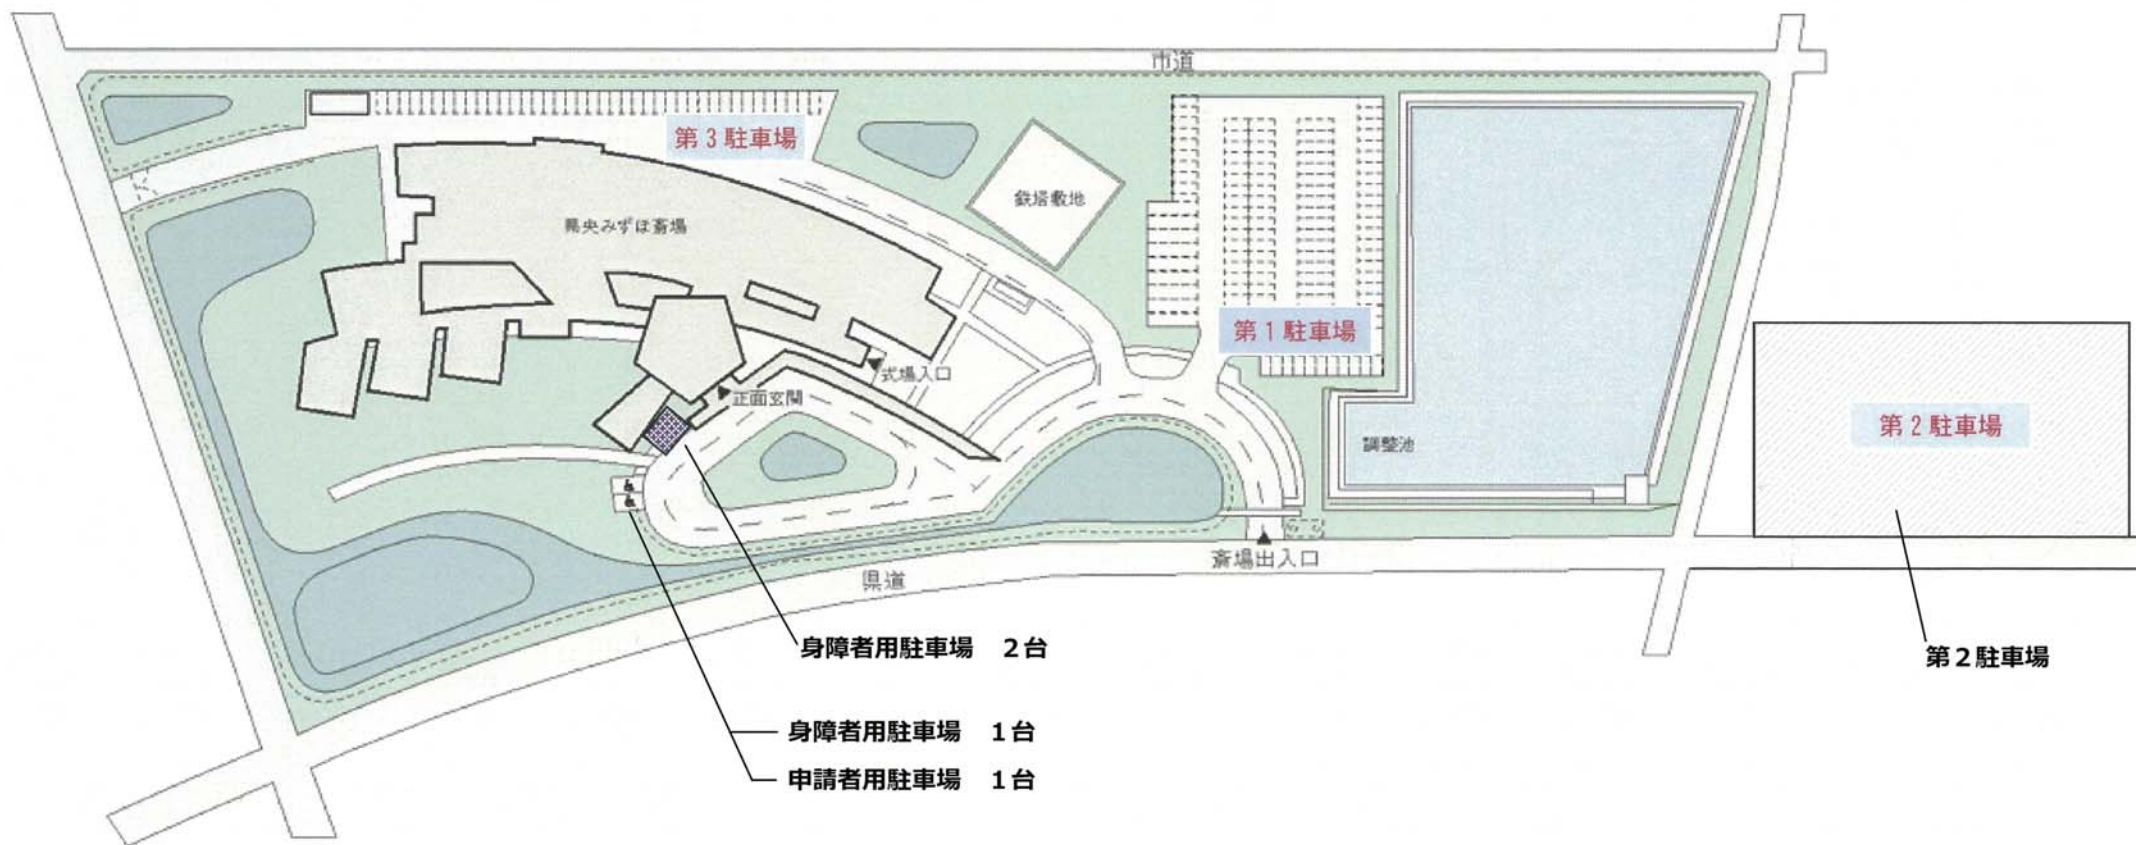 市道
第3駐車場
鉄塔敷地
県央みずほ斎場
第1駐車場
式場入口
正面玄関
第2駐車場
調整池
斎場出入口
県道
身障者用駐車場 2台
第2駐車場
身障者用駐車場 1台
申請者用駐車場 1台